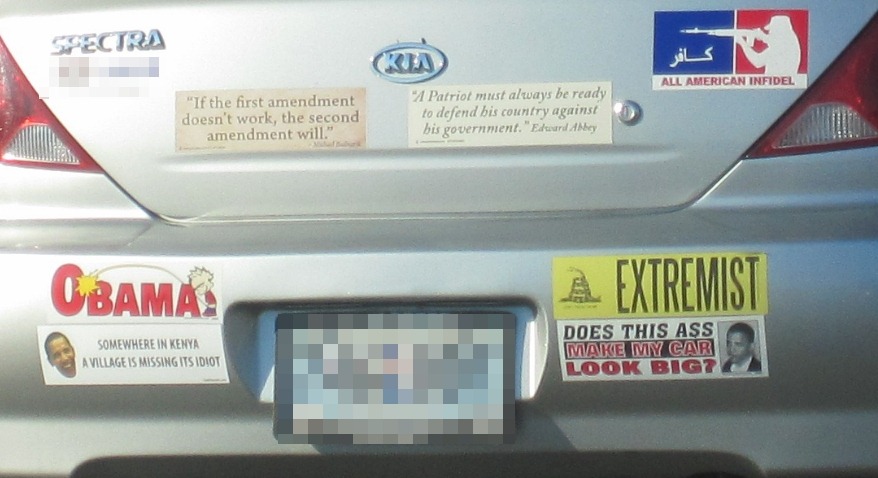 SPECTRA
KIA
كافر
ALL AMERICAN INFIDEL
"If the first amendment
doesn't work, the second
amendment will."
"A Patriot must always be ready
to defend his country against
his government." Edward Abbey
OBAMA
SOMEWHERE IN KENYA
A VILLAGE IS MISSING ITS IDIOT
EXTREMIST
DOES THIS ASS
MAKE MY CAR
LOOK BIG?